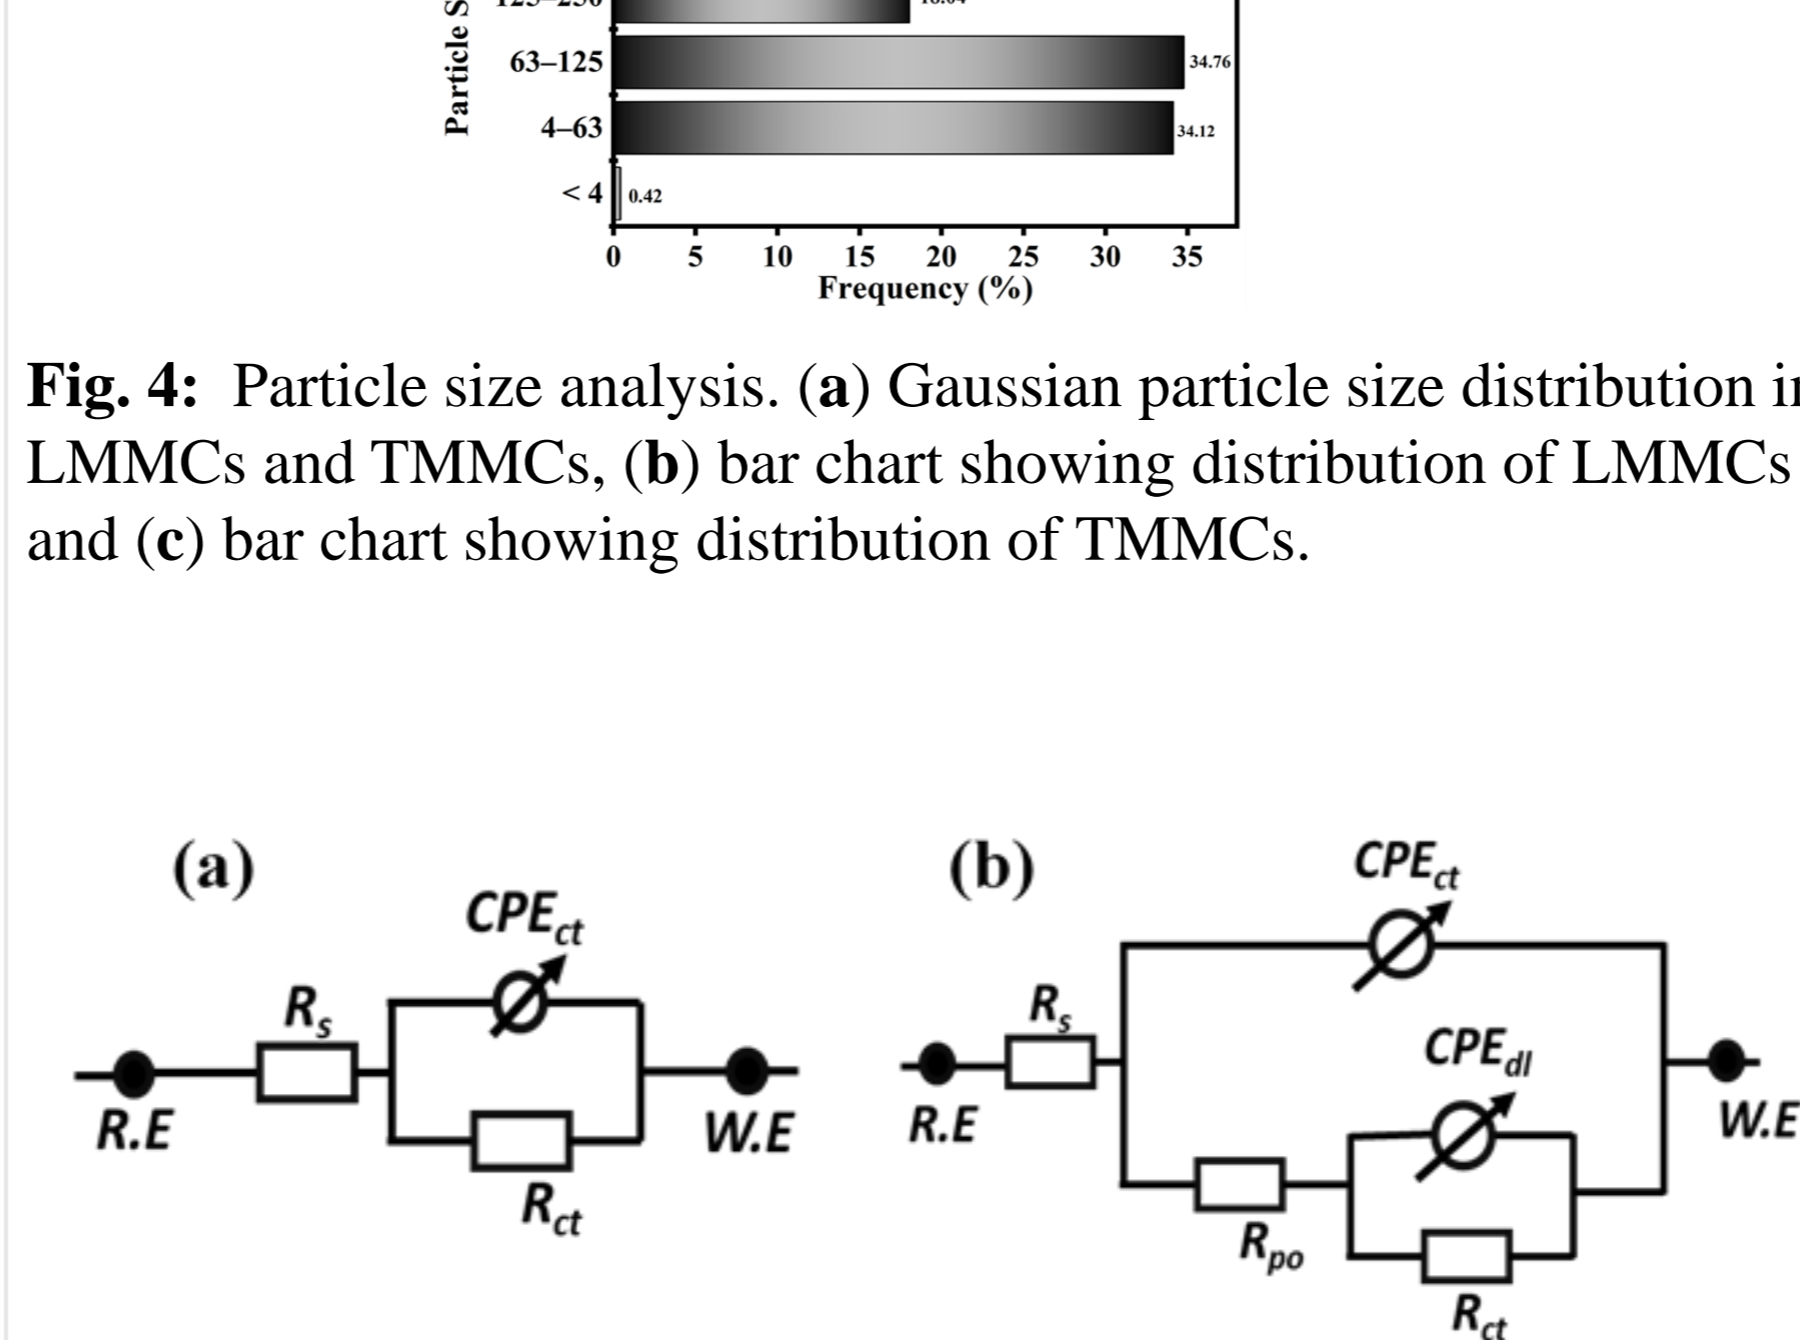 Particle S
63–125 34.76
4–63 34.12
< 4 0.42
0 5 10 15 20 25 30 35
Frequency (%)
Fig. 4: Particle size analysis. (a) Gaussian particle size distribution in
LMMCs and TMMCs, (b) bar chart showing distribution of LMMCs
and (c) bar chart showing distribution of TMMCs.
(a) (b)
CPEct
CPEct
Rs
Rs
CPEdl
R.E W.E
R.E W.E
Rct
Rpo
Rct